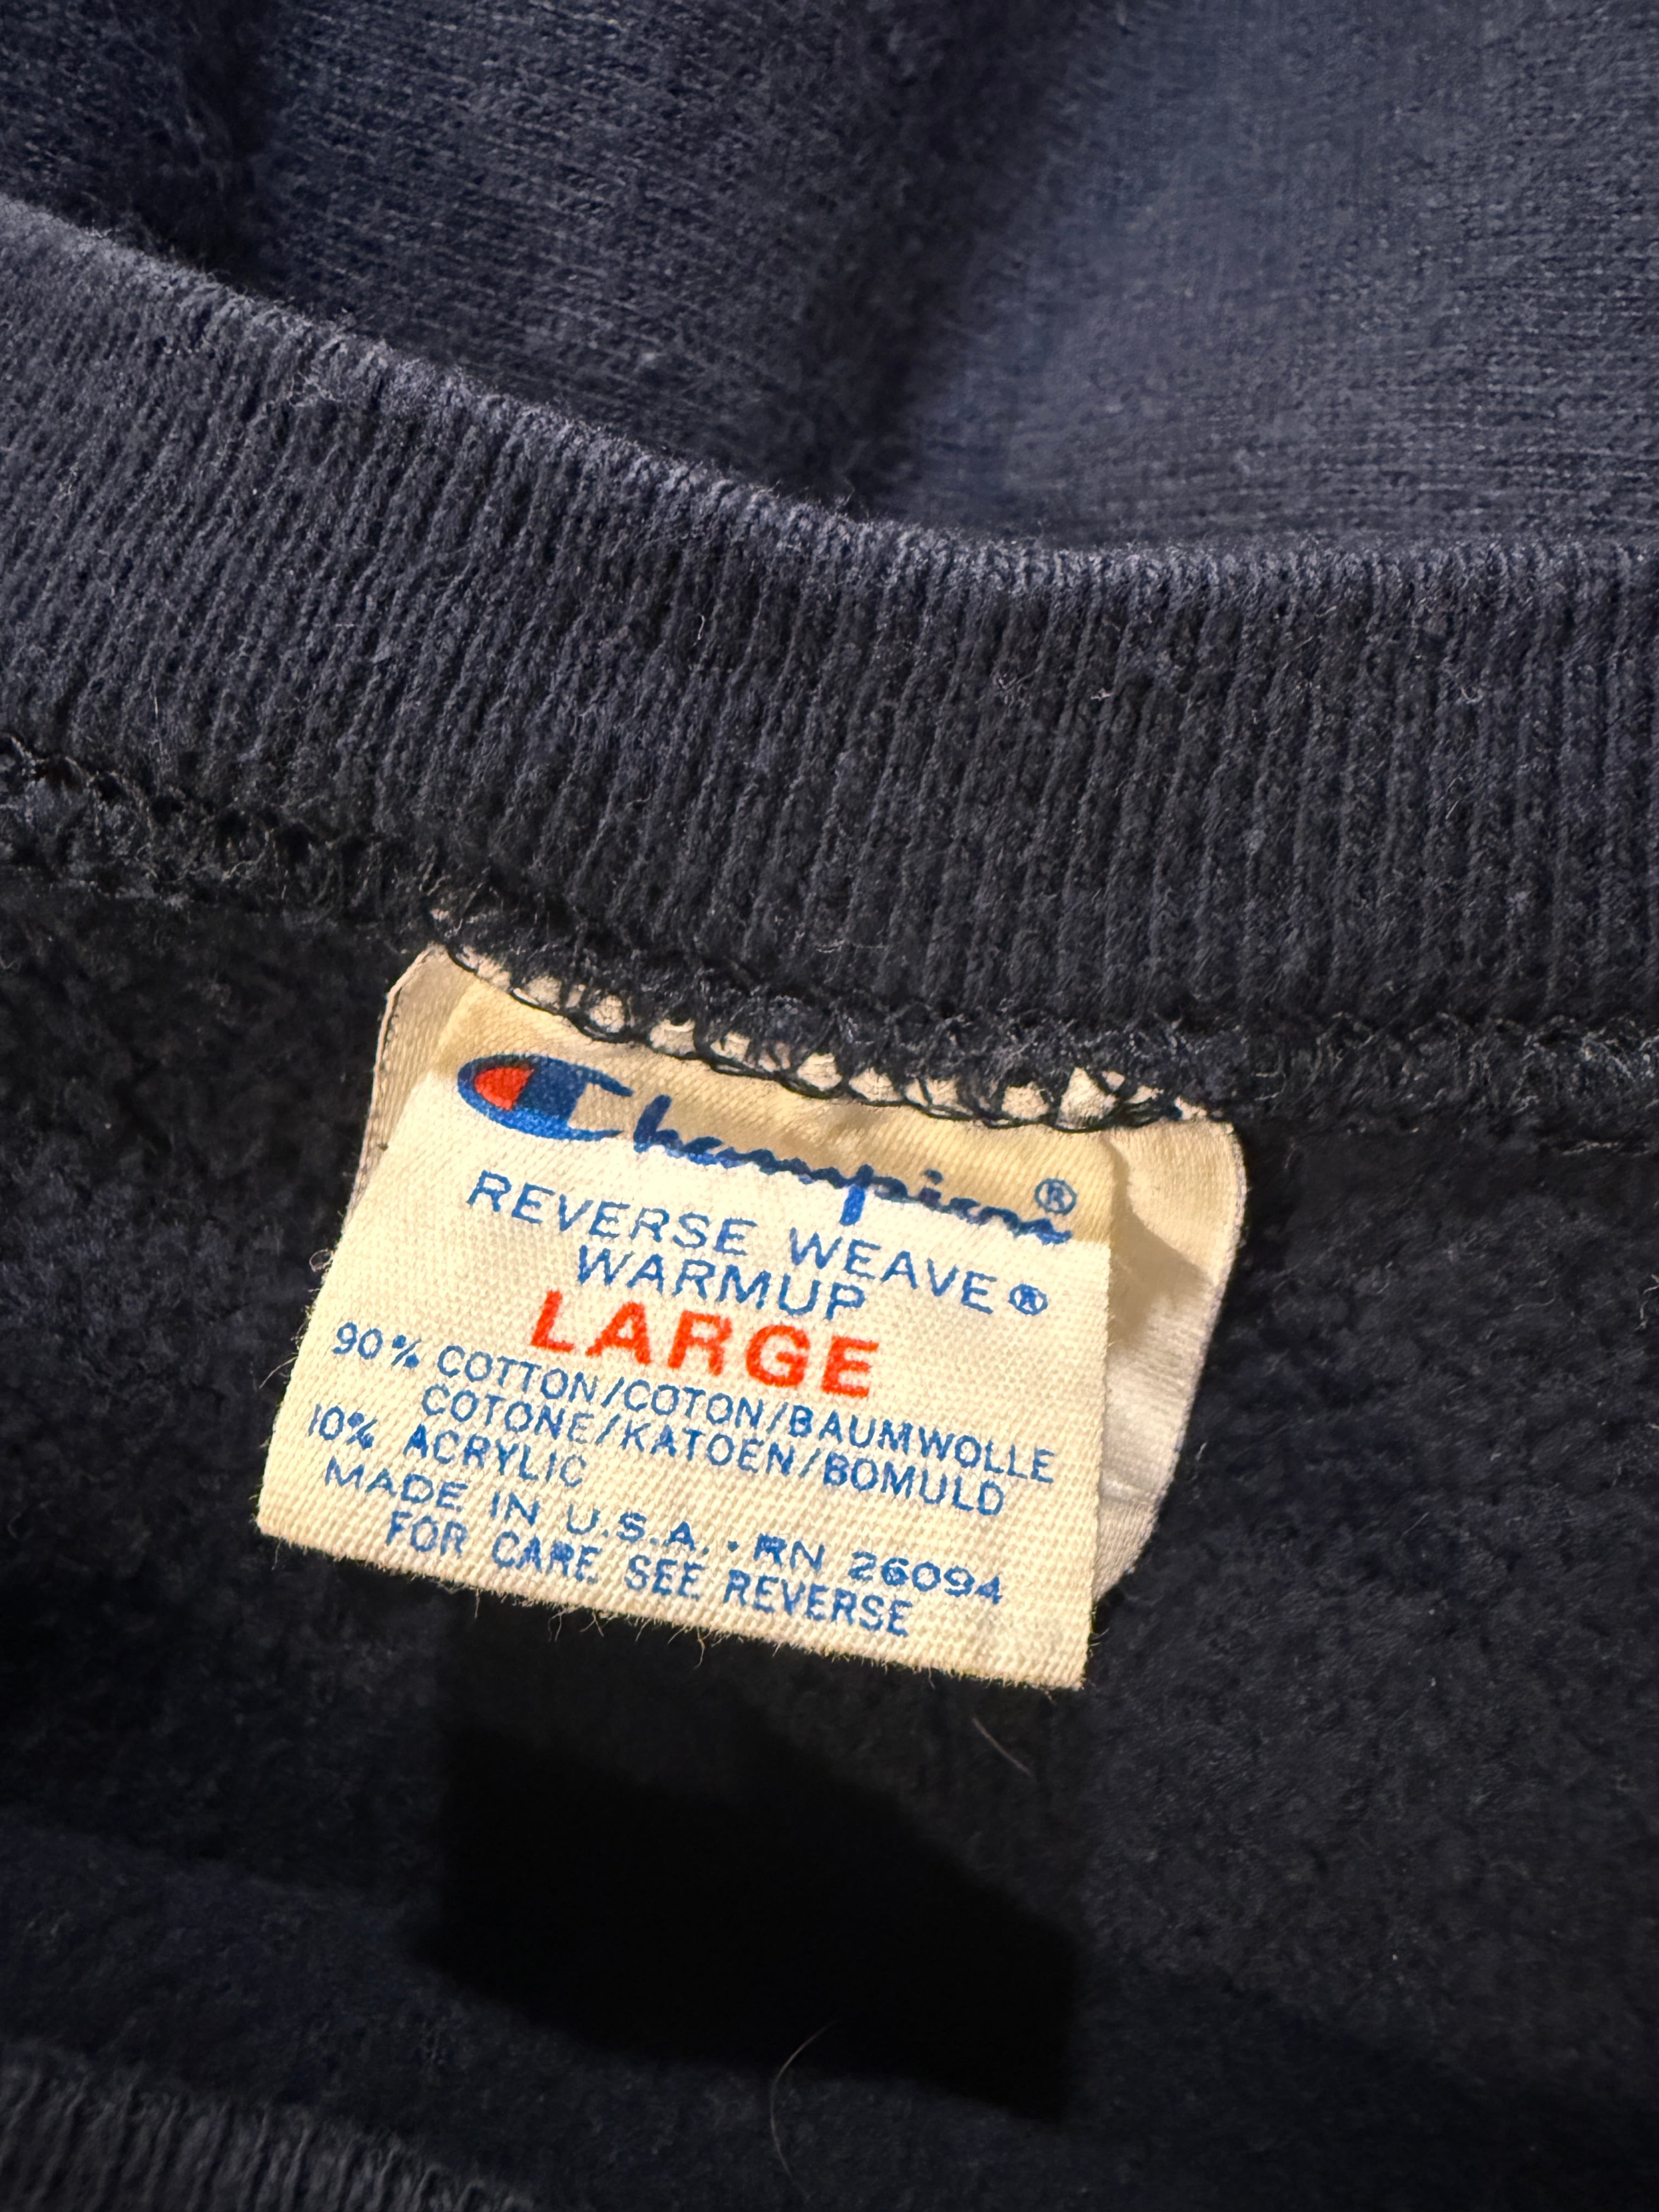 Champion®
REVERSE WEAVE®
WARMUP
LARGE
90% COTTON/COTON/BAUMWOLLE
COTONE/KATOEN/BOMULD
10% ACRYLIC
MADE IN U.S.A. · RN 26094
FOR CARE SEE REVERSE